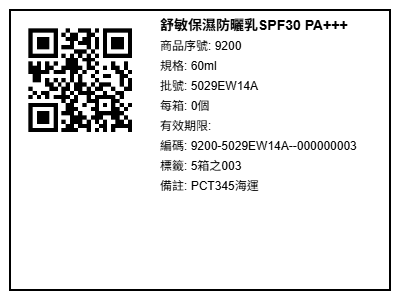 舒敏保濕防曬乳SPF30 PA+++
商品序號: 9200
規格: 60ml
批號: 5029EW14A
每箱: 0個
有效期限:
編碼: 9200-5029EW14A--000000003
標籤: 5箱之003
備註: PCT345海運